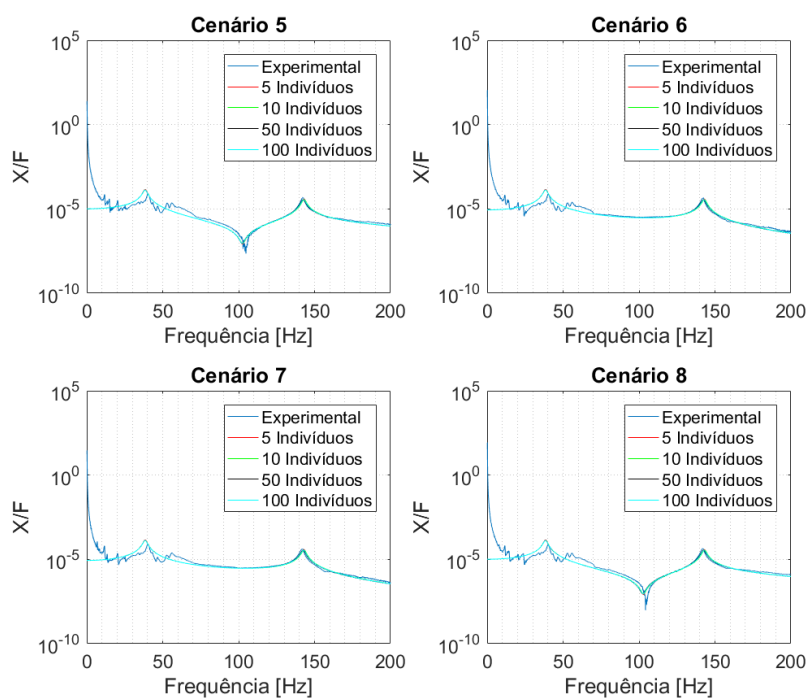 Cenário 5
10^5
10^0
10^-5
10^-10
X/F
0 50 100 150 200
Frequência [Hz]
Experimental
5 Indivíduos
10 Indivíduos
50 Indivíduos
100 Indivíduos
Cenário 6
10^5
10^0
10^-5
10^-10
X/F
0 50 100 150 200
Frequência [Hz]
Experimental
5 Indivíduos
10 Indivíduos
50 Indivíduos
100 Indivíduos
Cenário 7
10^5
10^0
10^-5
10^-10
X/F
0 50 100 150 200
Frequência [Hz]
Experimental
5 Indivíduos
10 Indivíduos
50 Indivíduos
100 Indivíduos
Cenário 8
10^5
10^0
10^-5
10^-10
X/F
0 50 100 150 200
Frequência [Hz]
Experimental
5 Indivíduos
10 Indivíduos
50 Indivíduos
100 Indivíduos